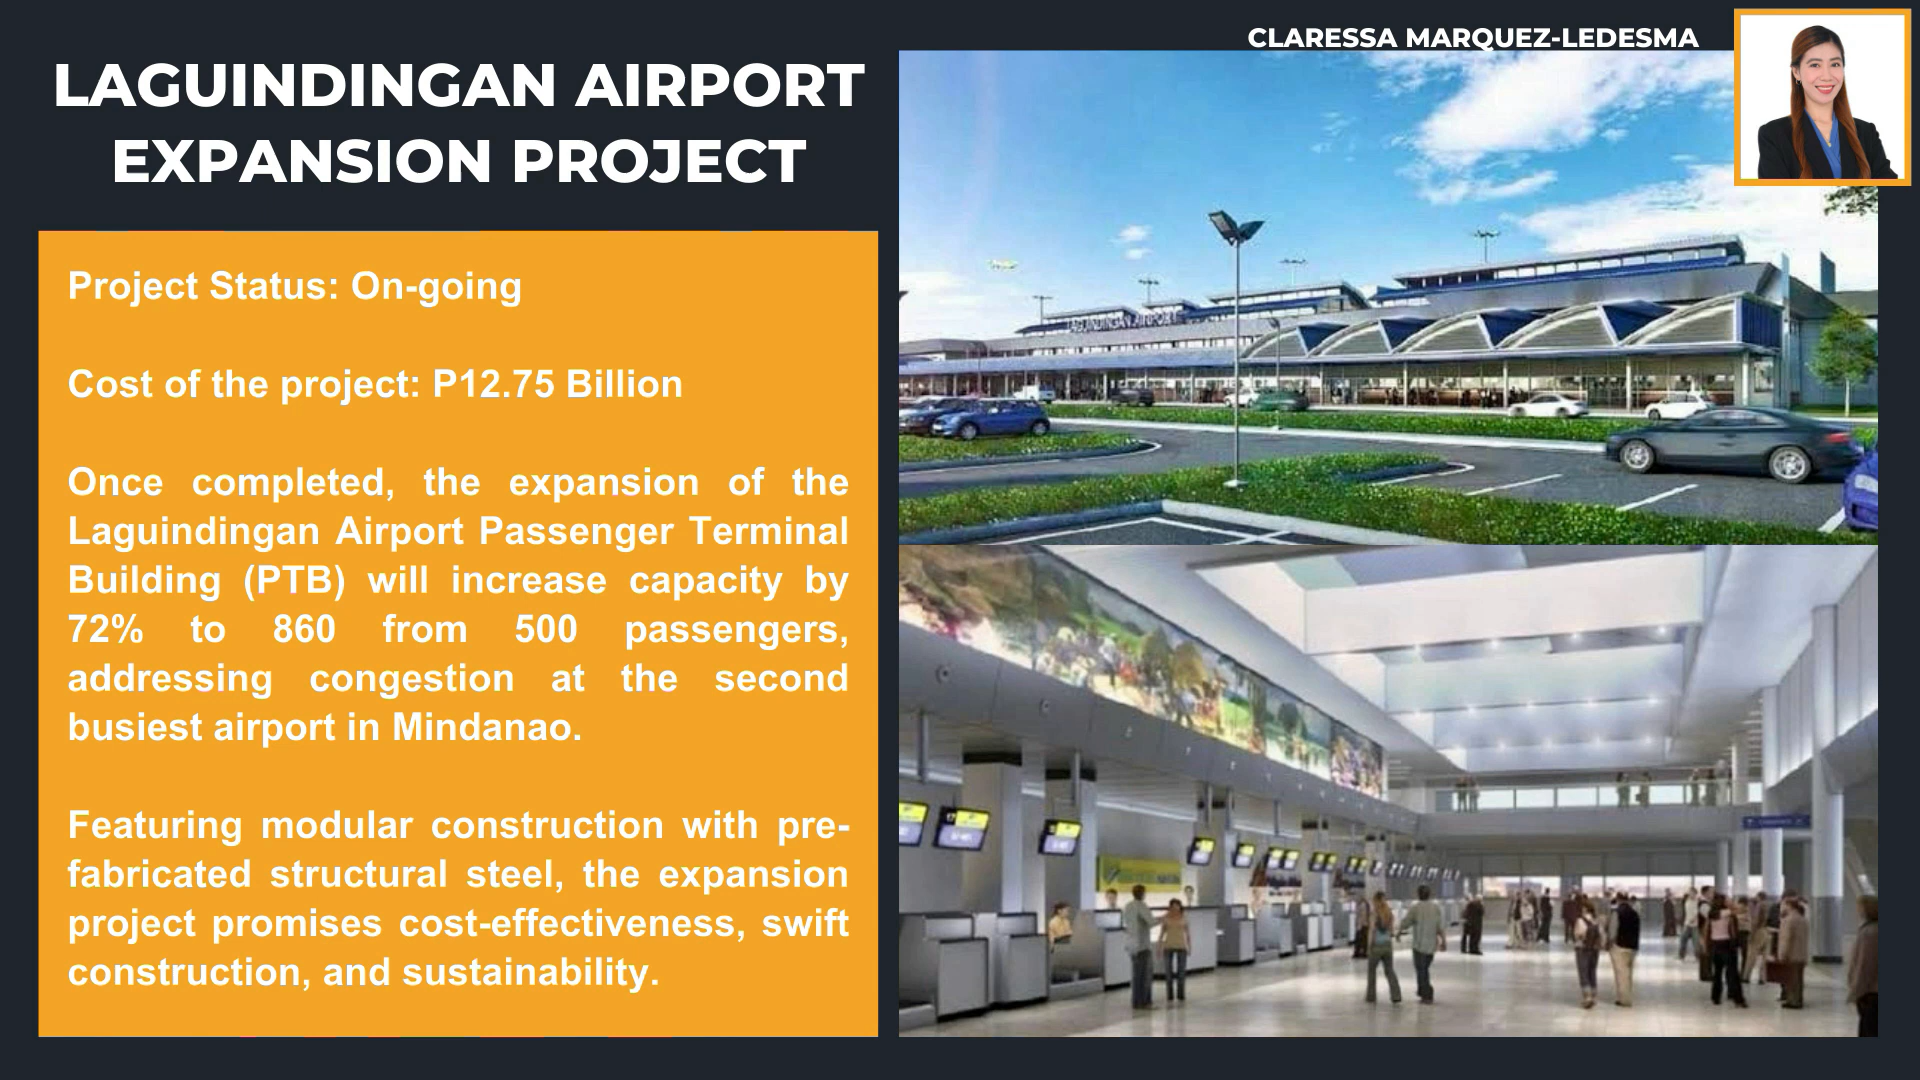 CLARESSA MARQUEZ-LEDESMA
LAGUINDINGAN AIRPORT
EXPANSION PROJECT
Project Status: On-going
Cost of the project: P12.75 Billion
Once completed, the expansion of the
Laguindingan Airport Passenger Terminal
Building (PTB) will increase capacity by
72% to 860 from 500 passengers,
addressing congestion at the second
busiest airport in Mindanao.
Featuring modular construction with pre-
fabricated structural steel, the expansion
project promises cost-effectiveness, swift
construction, and sustainability.
LAGUINDINGAN AIRPORT